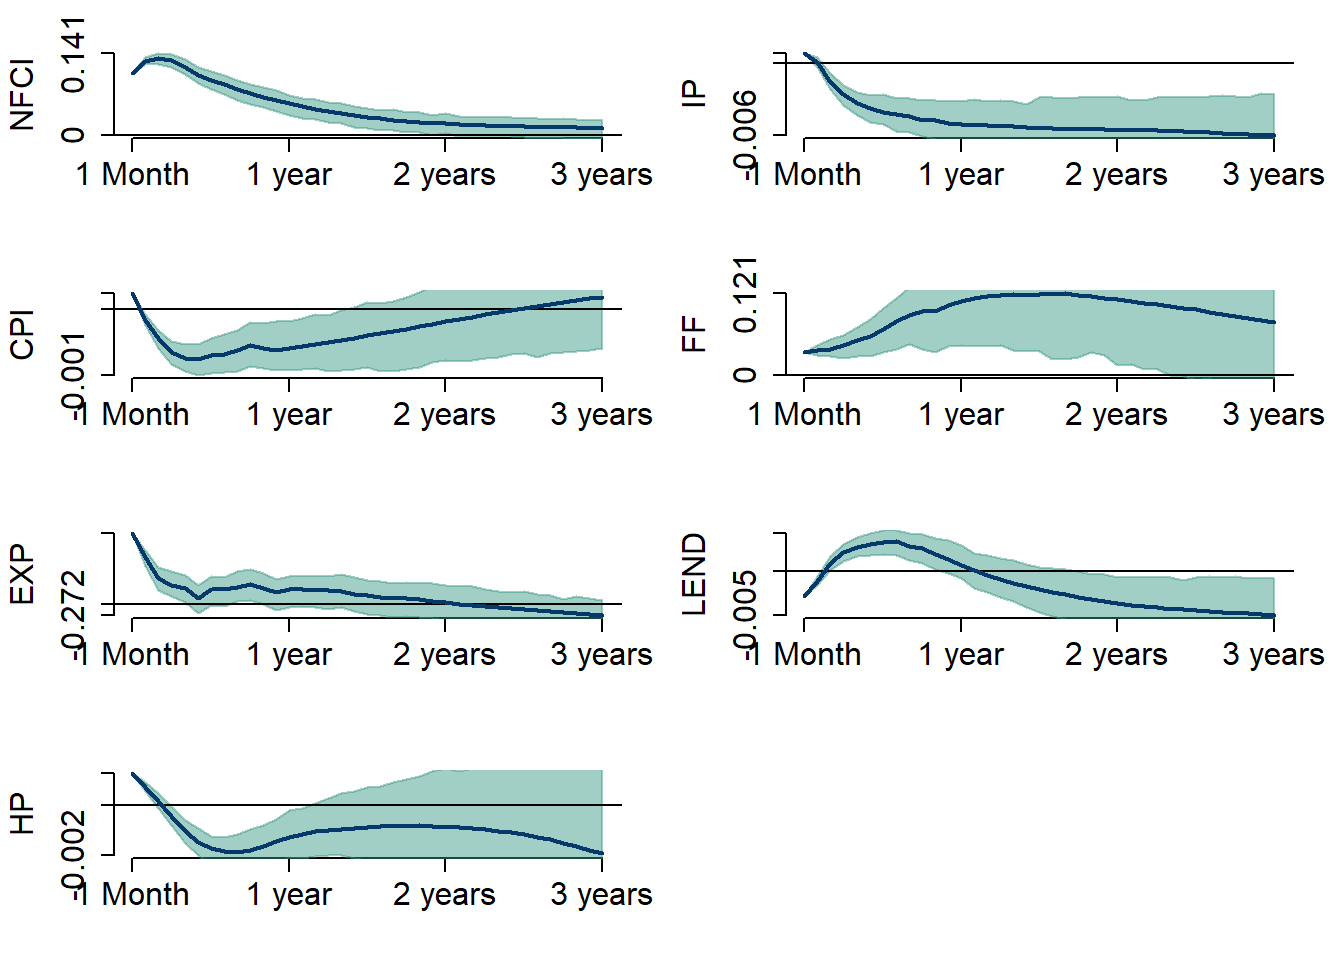 NFCI
0.141
0
1 Month 1 year 2 years 3 years
IP
-0.006
1 Month 1 year 2 years 3 years
CPI
-0.001
1 Month 1 year 2 years 3 years
FF
0.121
0
1 Month 1 year 2 years 3 years
EXP
-0.272
1 Month 1 year 2 years 3 years
LEND
-0.005
1 Month 1 year 2 years 3 years
HP
-0.002
1 Month 1 year 2 years 3 years